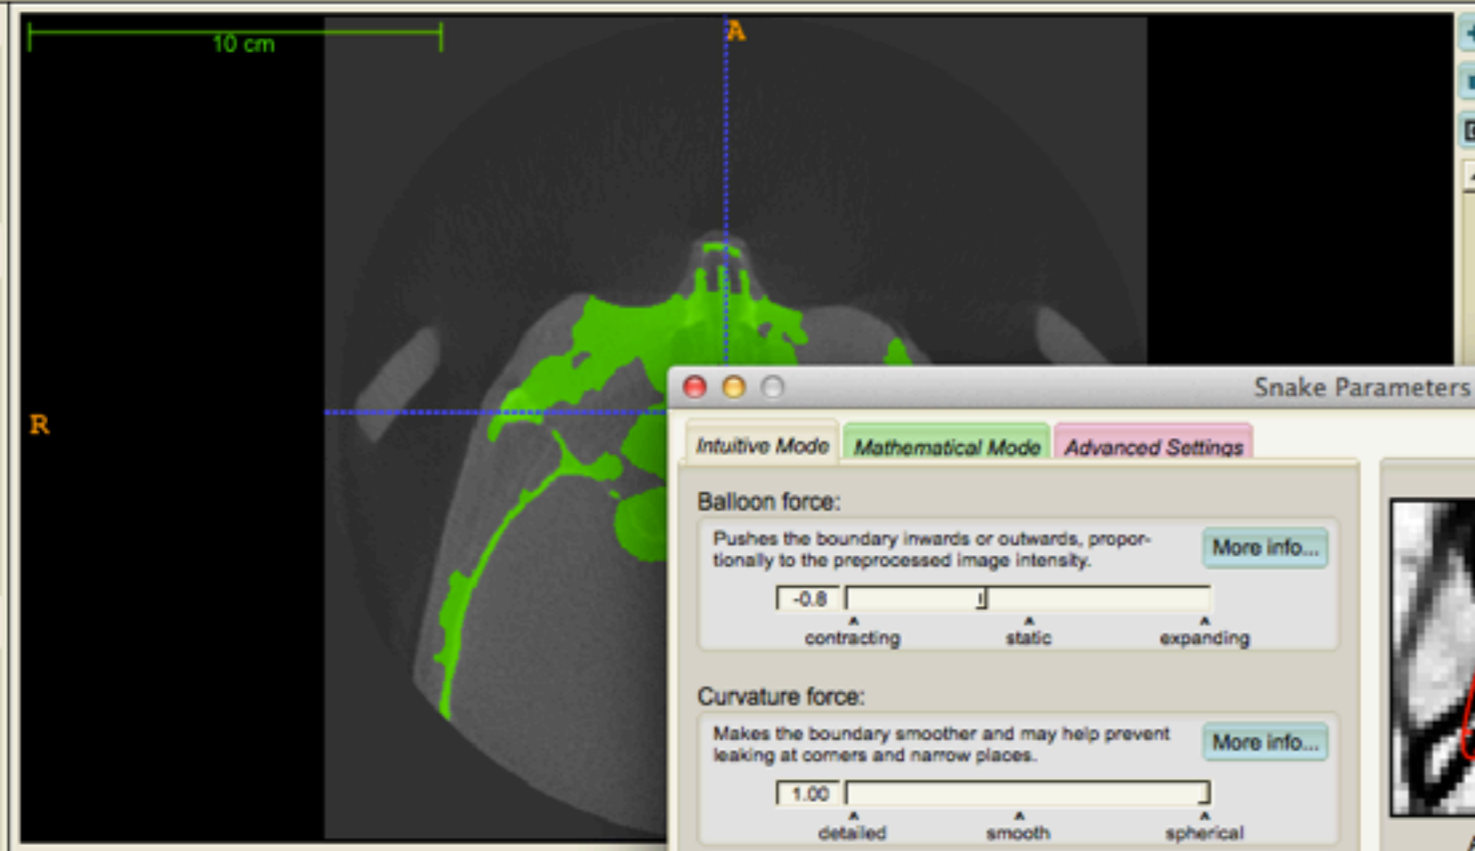 10 cm
A
R
Snake Parameters
Intuitive Mode
Mathematical Mode
Advanced Settings
Balloon force:
Pushes the boundary inwards or outwards, propor-
tionally to the preprocessed image intensity.
More info...
-0.8
contracting
static
expanding
Curvature force:
Makes the boundary smoother and may help prevent
leaking at corners and narrow places.
More info...
1.00
detailed
smooth
spherical